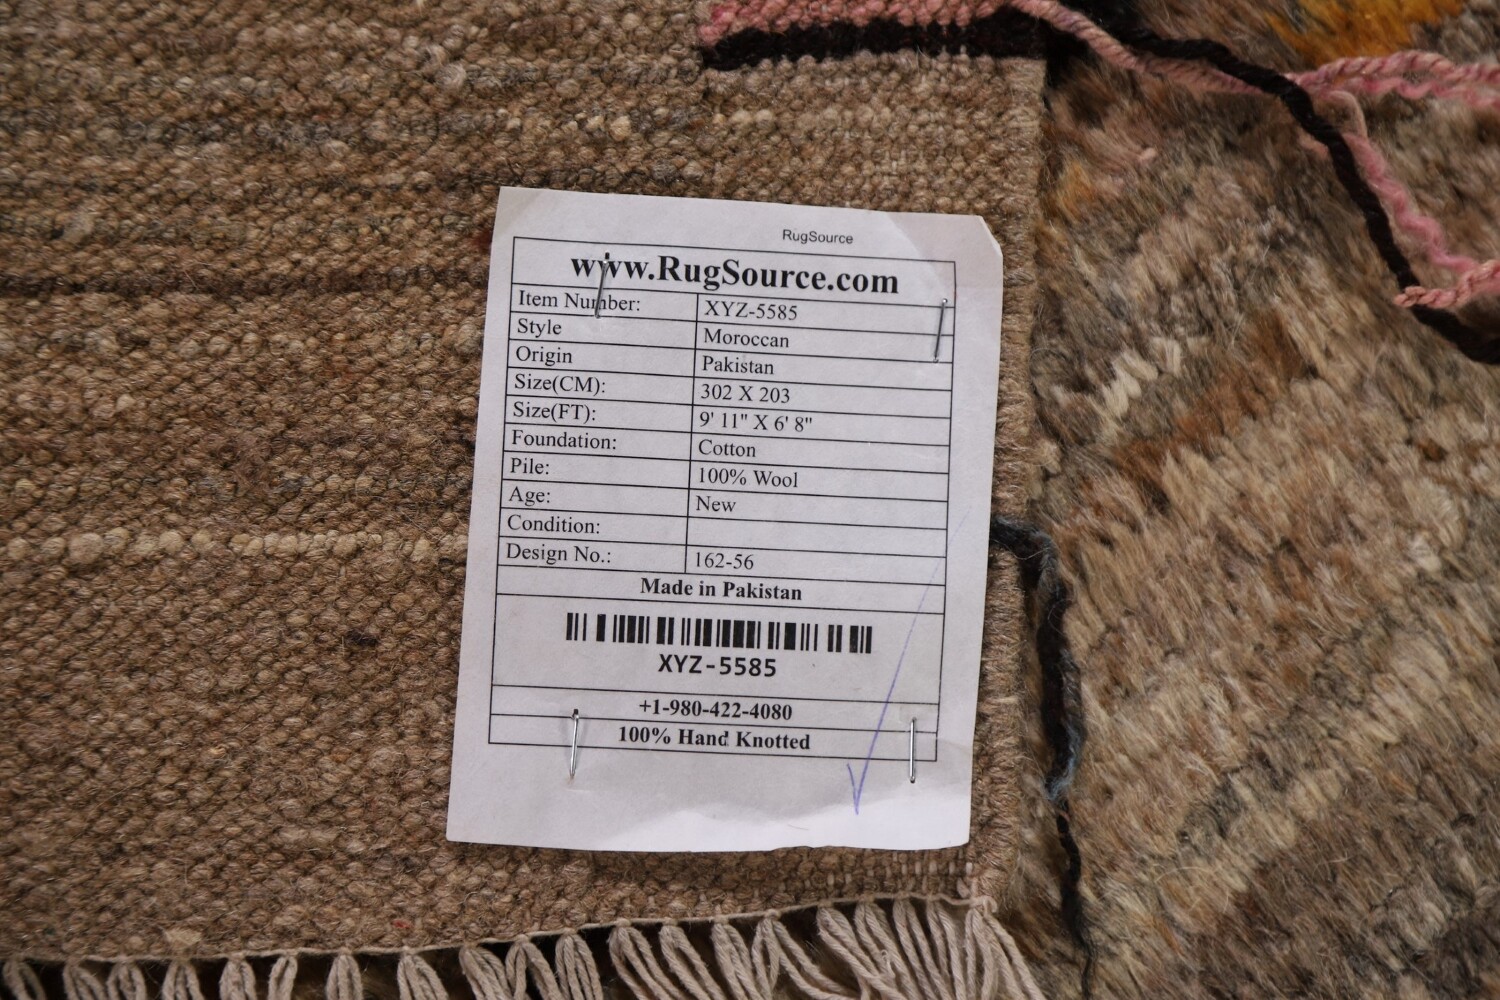 RugSource
www.RugSource.com
Item Number: XYZ-5585
Style Moroccan
Origin Pakistan
Size(CM): 302 X 203
Size(FT): 9' 11" X 6' 8"
Foundation: Cotton
Pile: 100% Wool
Age: New
Condition:
Design No.: 162-56
Made in Pakistan
XYZ-5585
+1-980-422-4080
100% Hand Knotted